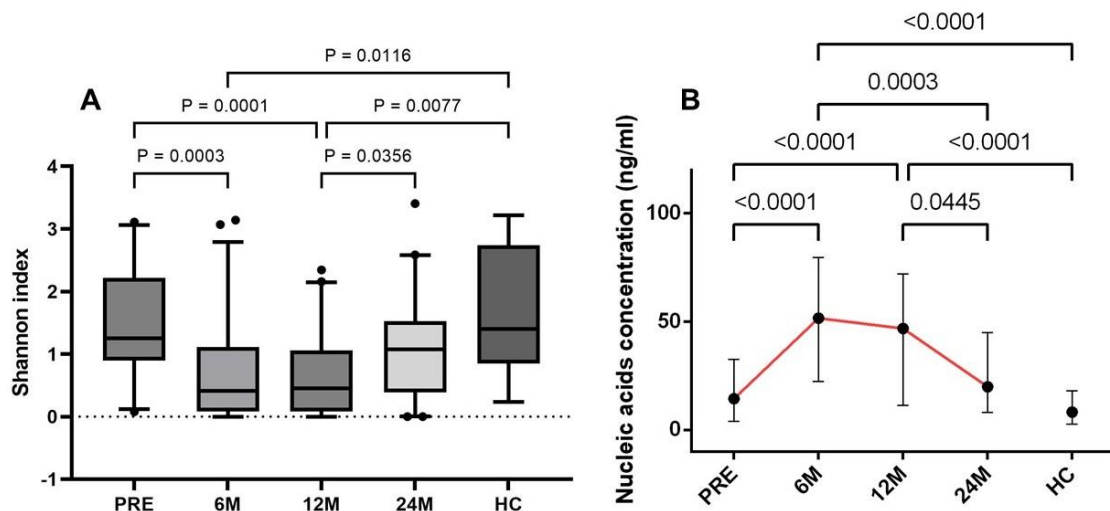 A
P = 0.0116
P = 0.0001
P = 0.0077
P = 0.0003
P = 0.0356
Shannon index
4
3
2
1
0
-1
PRE
6M
12M
24M
HC
B
<0.0001
0.0003
<0.0001
<0.0001
<0.0001
0.0445
Nucleic acids concentration (ng/ml)
100
50
0
PRE
6M
12M
24M
HC